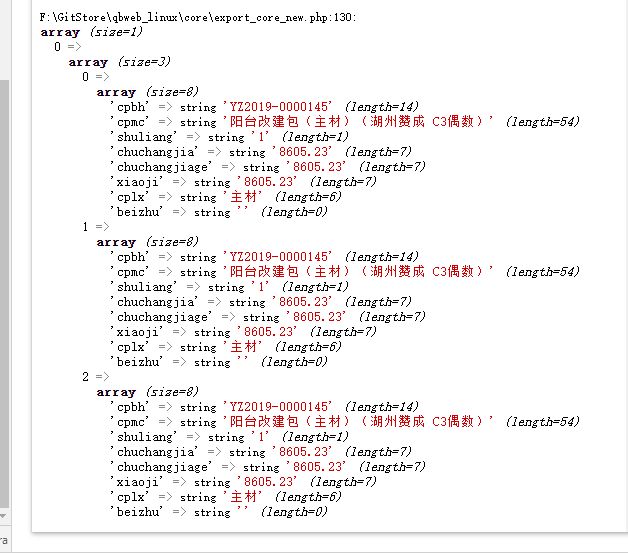 F:\GitStore\qbweb_linux\core\export_core_new.php:130:
array (size=1)
0 =>
array (size=3)
0 =>
array (size=8)
'cpbh' => string 'YZ2019-0000145' (length=14)
'cpmc' => string '阳台改建包（主材）（湖州赞成 C3偶数）' (length=54)
'shuliang' => string '1' (length=1)
'chuchangjia' => string '8605.23' (length=7)
'chuchangjiage' => string '8605.23' (length=7)
'xiaoji' => string '8605.23' (length=7)
'cplx' => string '主材' (length=6)
'beizhu' => string '' (length=0)
1 =>
array (size=8)
'cpbh' => string 'YZ2019-0000145' (length=14)
'cpmc' => string '阳台改建包（主材）（湖州赞成 C3偶数）' (length=54)
'shuliang' => string '1' (length=1)
'chuchangjia' => string '8605.23' (length=7)
'chuchangjiage' => string '8605.23' (length=7)
'xiaoji' => string '8605.23' (length=7)
'cplx' => string '主材' (length=6)
'beizhu' => string '' (length=0)
2 =>
array (size=8)
'cpbh' => string 'YZ2019-0000145' (length=14)
'cpmc' => string '阳台改建包（主材）（湖州赞成 C3偶数）' (length=54)
'shuliang' => string '1' (length=1)
'chuchangjia' => string '8605.23' (length=7)
'chuchangjiage' => string '8605.23' (length=7)
'xiaoji' => string '8605.23' (length=7)
'cplx' => string '主材' (length=6)
'beizhu' => string '' (length=0)
ra